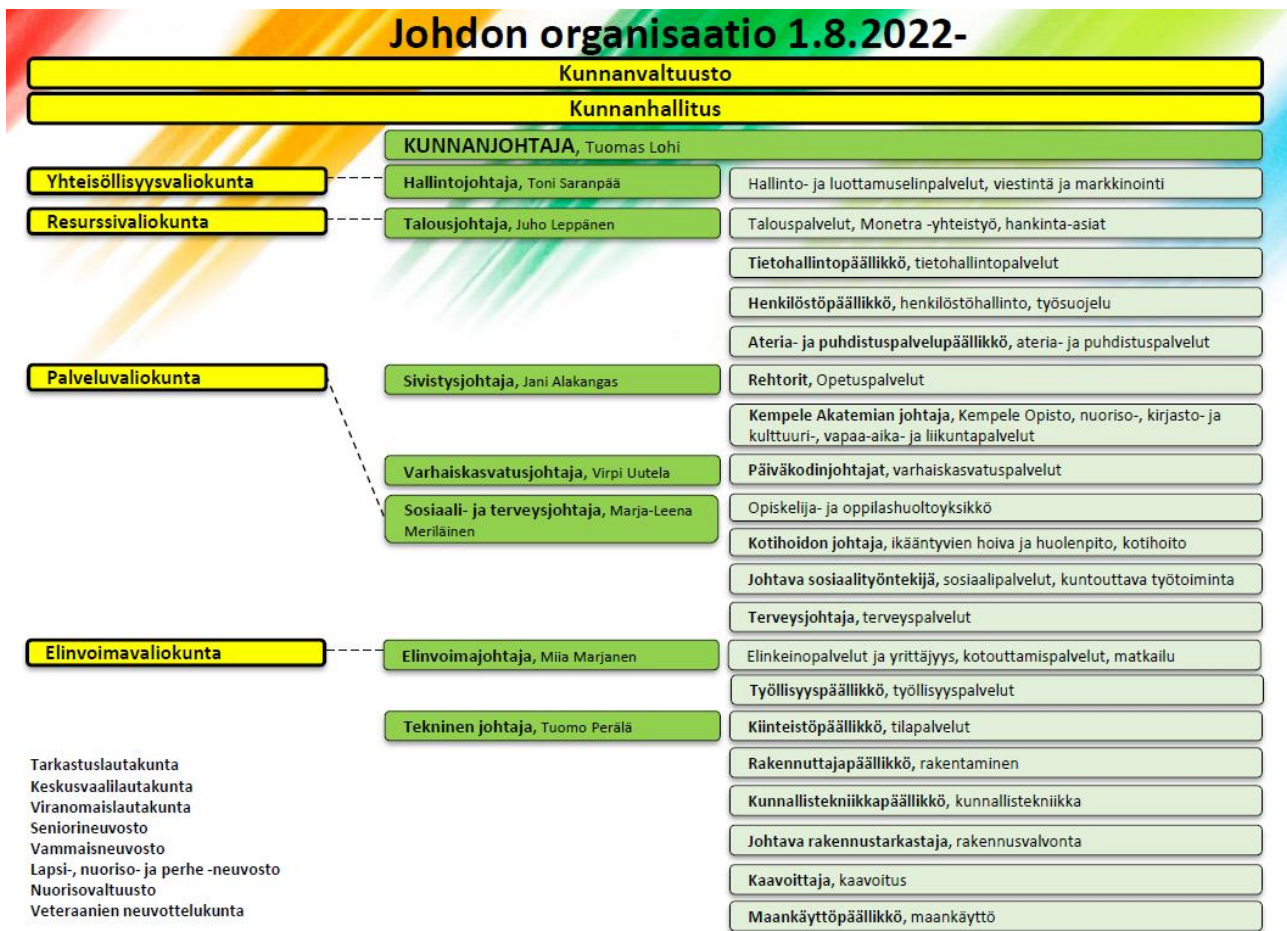 Johdon organisaatio 1.8.2022-
Kunnanvaltuusto
Kunnanhallitus
KUNNANJOHTAJA, Tuomas Lohi
Yhteisöllisyysvaliokunta
Hallintojohtaja, Toni Saranpää
Hallinto- ja luottamuselinpalvelut, viestintä ja markkinointi
Resurssivaliokunta
Talousjohtaja, Juho Leppänen
Talouspalvelut, Monetra -yhteistyö, hankinta-asiat
Tietohallintopäällikkö, tietohallintopalvelut
Henkilöstöpäällikkö, henkilöstöhallinto, työsuojelu
Ateria- ja puhdistuspalvelupäällikkö, ateria- ja puhdistuspalvelut
Palveluvaliokunta
Sivistysjohtaja, Jani Alakangas
Rehtorit, Opetuspalvelut
Kempele Akatemian johtaja, Kempele Opisto, nuoriso-, kirjasto- ja
kulttuuri-, vapaa-aika- ja liikuntapalvelut
Varhaiskasvatusjohtaja, Virpi Uutela
Päiväkodinjohtajat, varhaiskasvatuspalvelut
Sosiaali- ja terveysjohtaja, Marja-Leena
Meriläinen
Opiskelija- ja oppilashuoltoyksikkö
Kotihoidon johtaja, ikääntyvien hoiva ja huolenpito, kotihoito
Johtava sosiaalityöntekijä, sosiaalipalvelut, kuntouttava työtoiminta
Terveysjohtaja, terveyspalvelut
Elinvoimavaliokunta
Elinvoimajohtaja, Miia Marjanen
Elinkeinopalvelut ja yrittäjyys, kotouttamispalvelut, matkailu
Työllisyyspäällikkö, työllisyyspalvelut
Tekninen johtaja, Tuomo Perälä
Kiinteistöpäällikkö, tilapalvelut
Rakennuttajapäällikkö, rakentaminen
Kunnallistekniikkapäällikkö, kunnallistekniikka
Johtava rakennustarkastaja, rakennusvalvonta
Kaavoittaja, kaavoitus
Maankäyttöpäällikkö, maankäyttö
Tarkastuslautakunta
Keskusvaalilautakunta
Viranomaislautakunta
Seniorineuvosto
Vammaisneuvosto
Lapsi-, nuoriso- ja perhe -neuvosto
Nuorisovaltuusto
Veteraanien neuvottelukunta